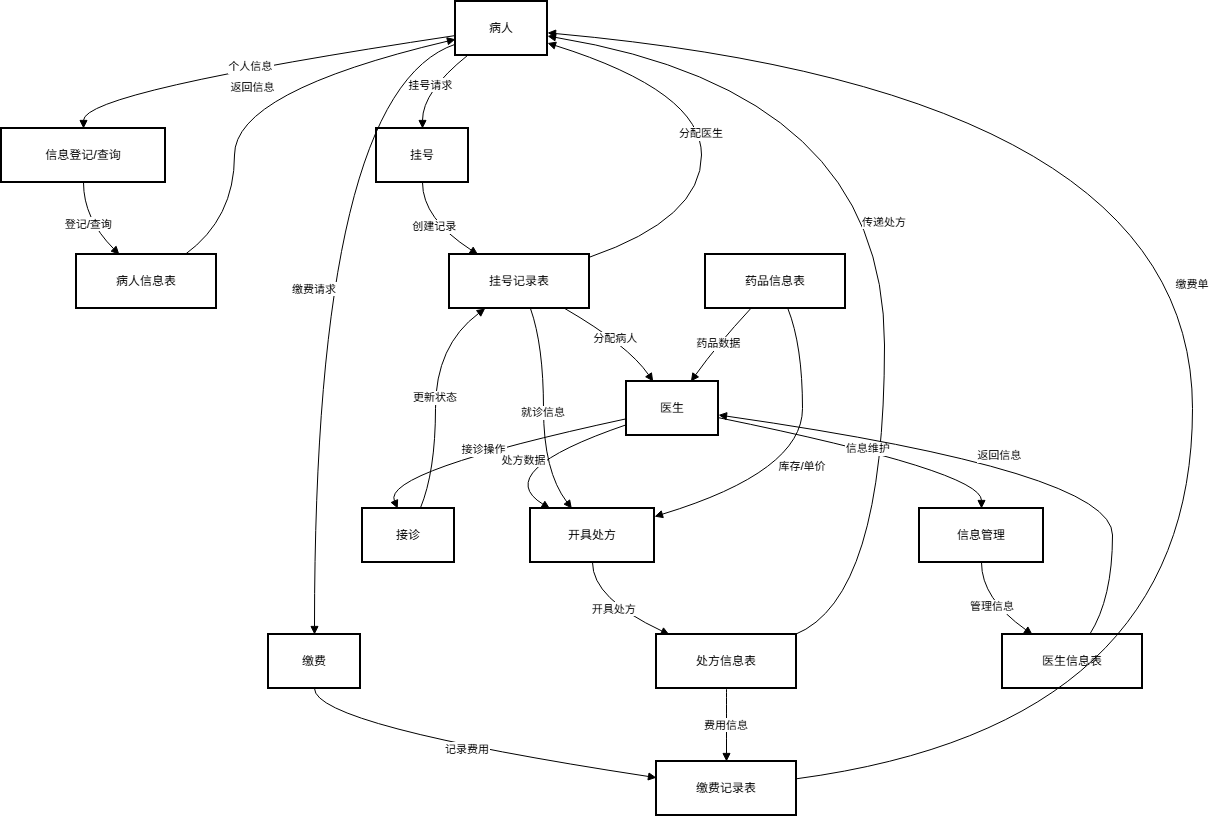 病人
个人信息
返回信息
挂号请求
分配医生
信息登记/查询
挂号
登记/查询
创建记录
传递处方
病人信息表
挂号记录表
药品信息表
缴费请求
缴费单
分配病人
药品数据
更新状态
医生
就诊信息
接诊操作
处方数据
信息维护
返回信息
库存/单价
接诊
开具处方
信息管理
开具处方
管理信息
缴费
处方信息表
医生信息表
费用信息
记录费用
缴费记录表